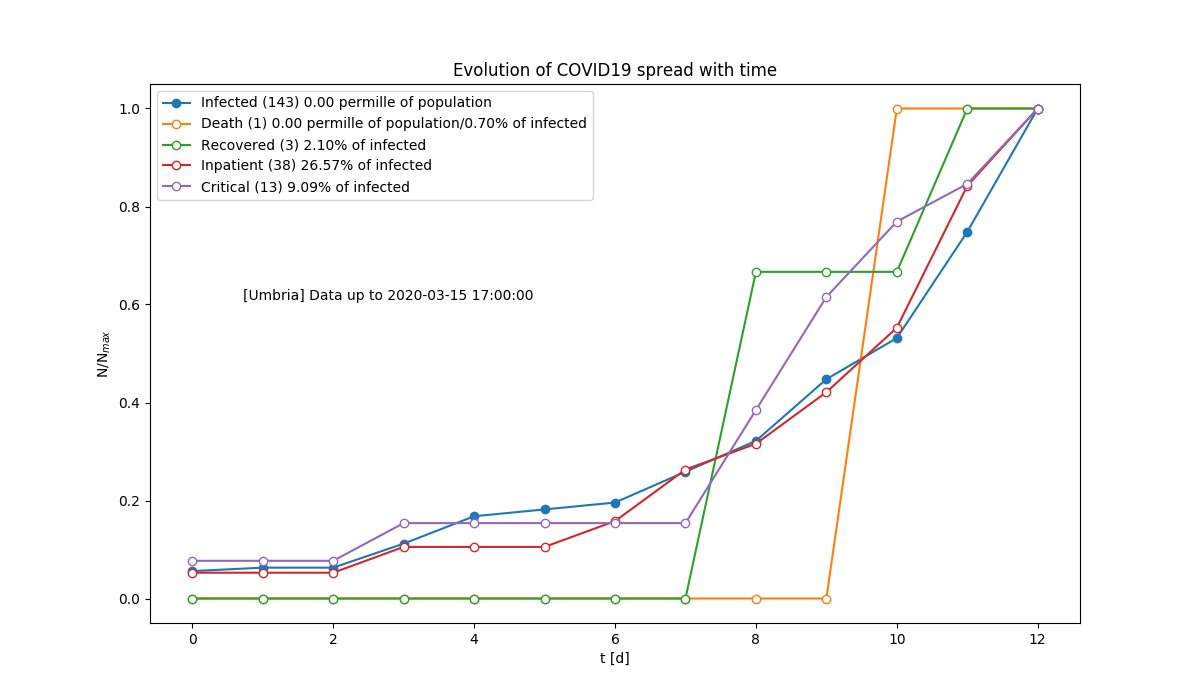 Evolution of COVID19 spread with time
Infected (143) 0.00 permille of population
Death (1) 0.00 permille of population/0.70% of infected
Recovered (3) 2.10% of infected
Inpatient (38) 26.57% of infected
Critical (13) 9.09% of infected
[Umbria] Data up to 2020-03-15 17:00:00
N/Nmax
1.0
0.8
0.6
0.4
0.2
0.0
0 2 4 6 8 10 12
t [d]